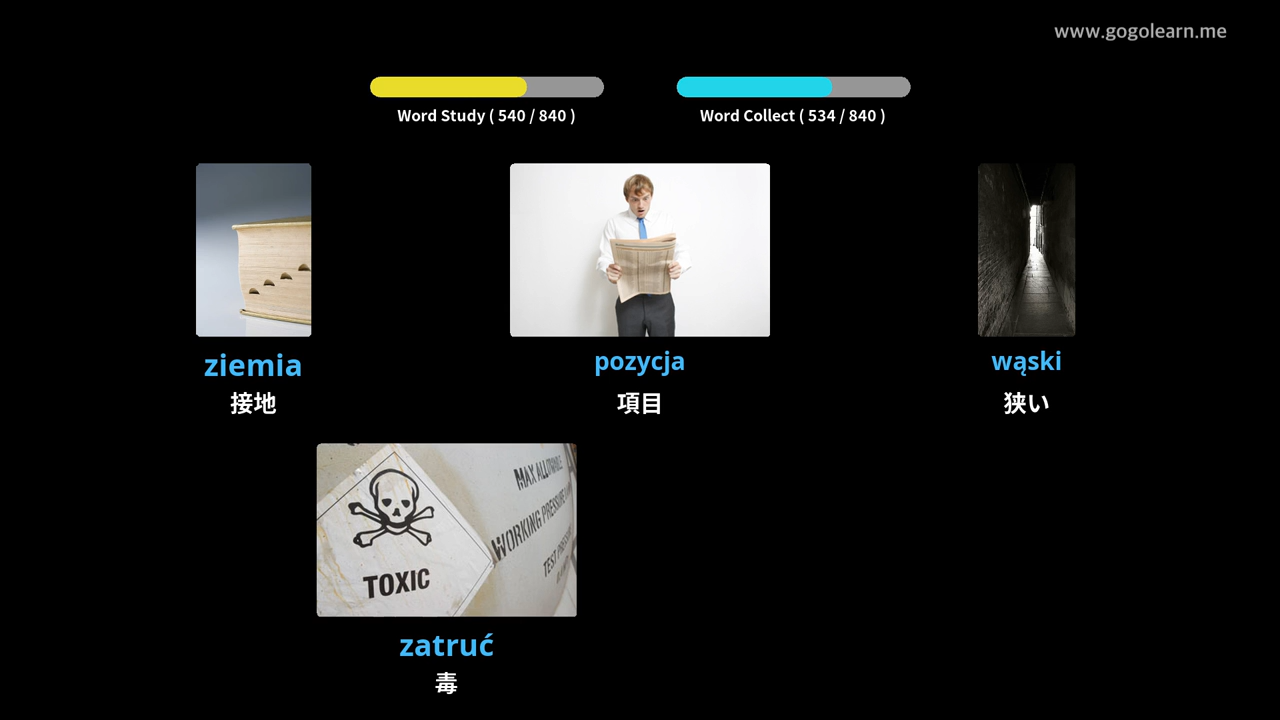 www.gogolearn.me
Word Study ( 540 / 840 )
Word Collect ( 534 / 840 )
ziemia
接地
pozycja
項目
wąski
狭い
MAX ALLOWABLE
WORKING PRESSURE
TEST PRESSURE
TOXIC
zatruć
毒